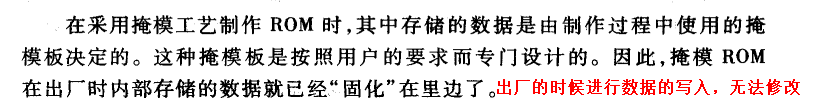 在采用掩模工艺制作 ROM 时,其中存储的数据是由制作过程中使用的掩
模板决定的。这种掩模板是按照用户的要求而专门设计的。因此,掩模 ROM
在出厂时内部存储的数据就已经“固化”在里边了。出厂的时候进行数据的写入，无法修改